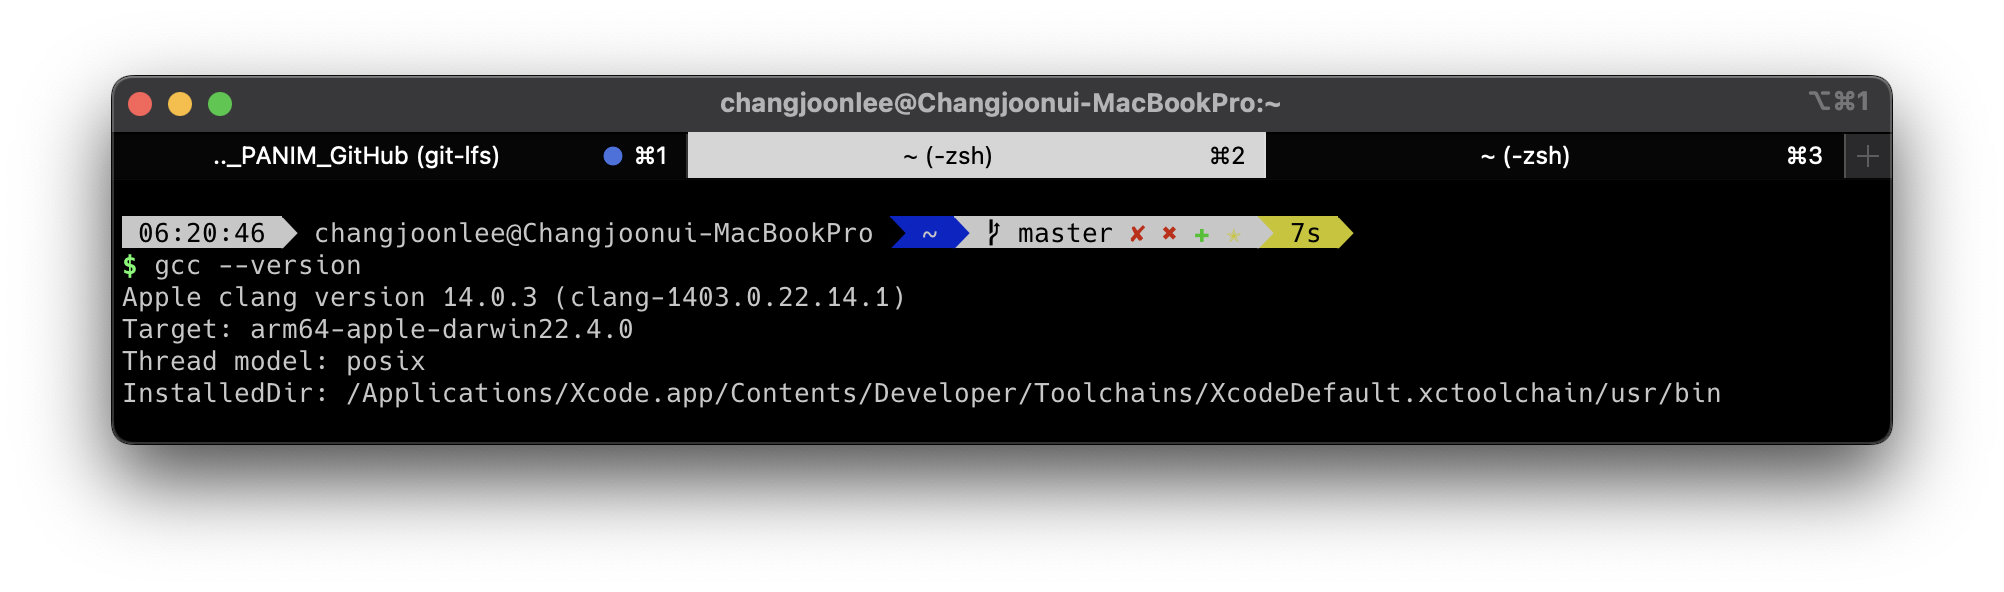 changjoonlee@Changjoonui-MacBookPro:~ ⌥⌘1
.._PANIM_GitHub (git-lfs) ⌘1 ~ (-zsh) ⌘2 ~ (-zsh) ⌘3
06:20:46 changjoonlee@Changjoonui-MacBookPro ~ master ✘ ✖ ✚ ★ 7s
$ gcc --version
Apple clang version 14.0.3 (clang-1403.0.22.14.1)
Target: arm64-apple-darwin22.4.0
Thread model: posix
InstalledDir: /Applications/Xcode.app/Contents/Developer/Toolchains/XcodeDefault.xctoolchain/usr/bin